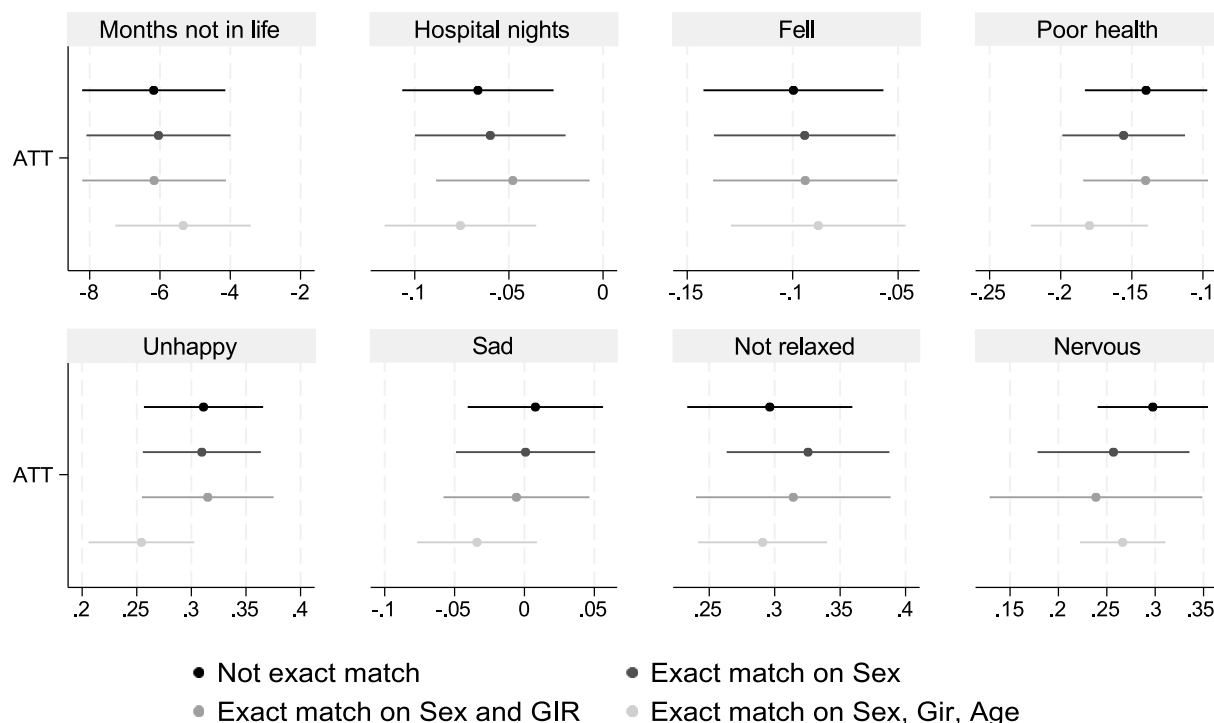 Months not in life Hospital nights Fell Poor health
ATT
-8 -6 -4 -2 -.1 -.05 0 -.15 -.1 -.05 -.25 -.2 -.15 -.1
Unhappy Sad Not relaxed Nervous
ATT
.2 .25 .3 .35 .4 -.1 -.05 0 .05 .25 .3 .35 .4 .15 .2 .25 .3 .35
Not exact match Exact match on Sex
Exact match on Sex and GIR Exact match on Sex, Gir, Age